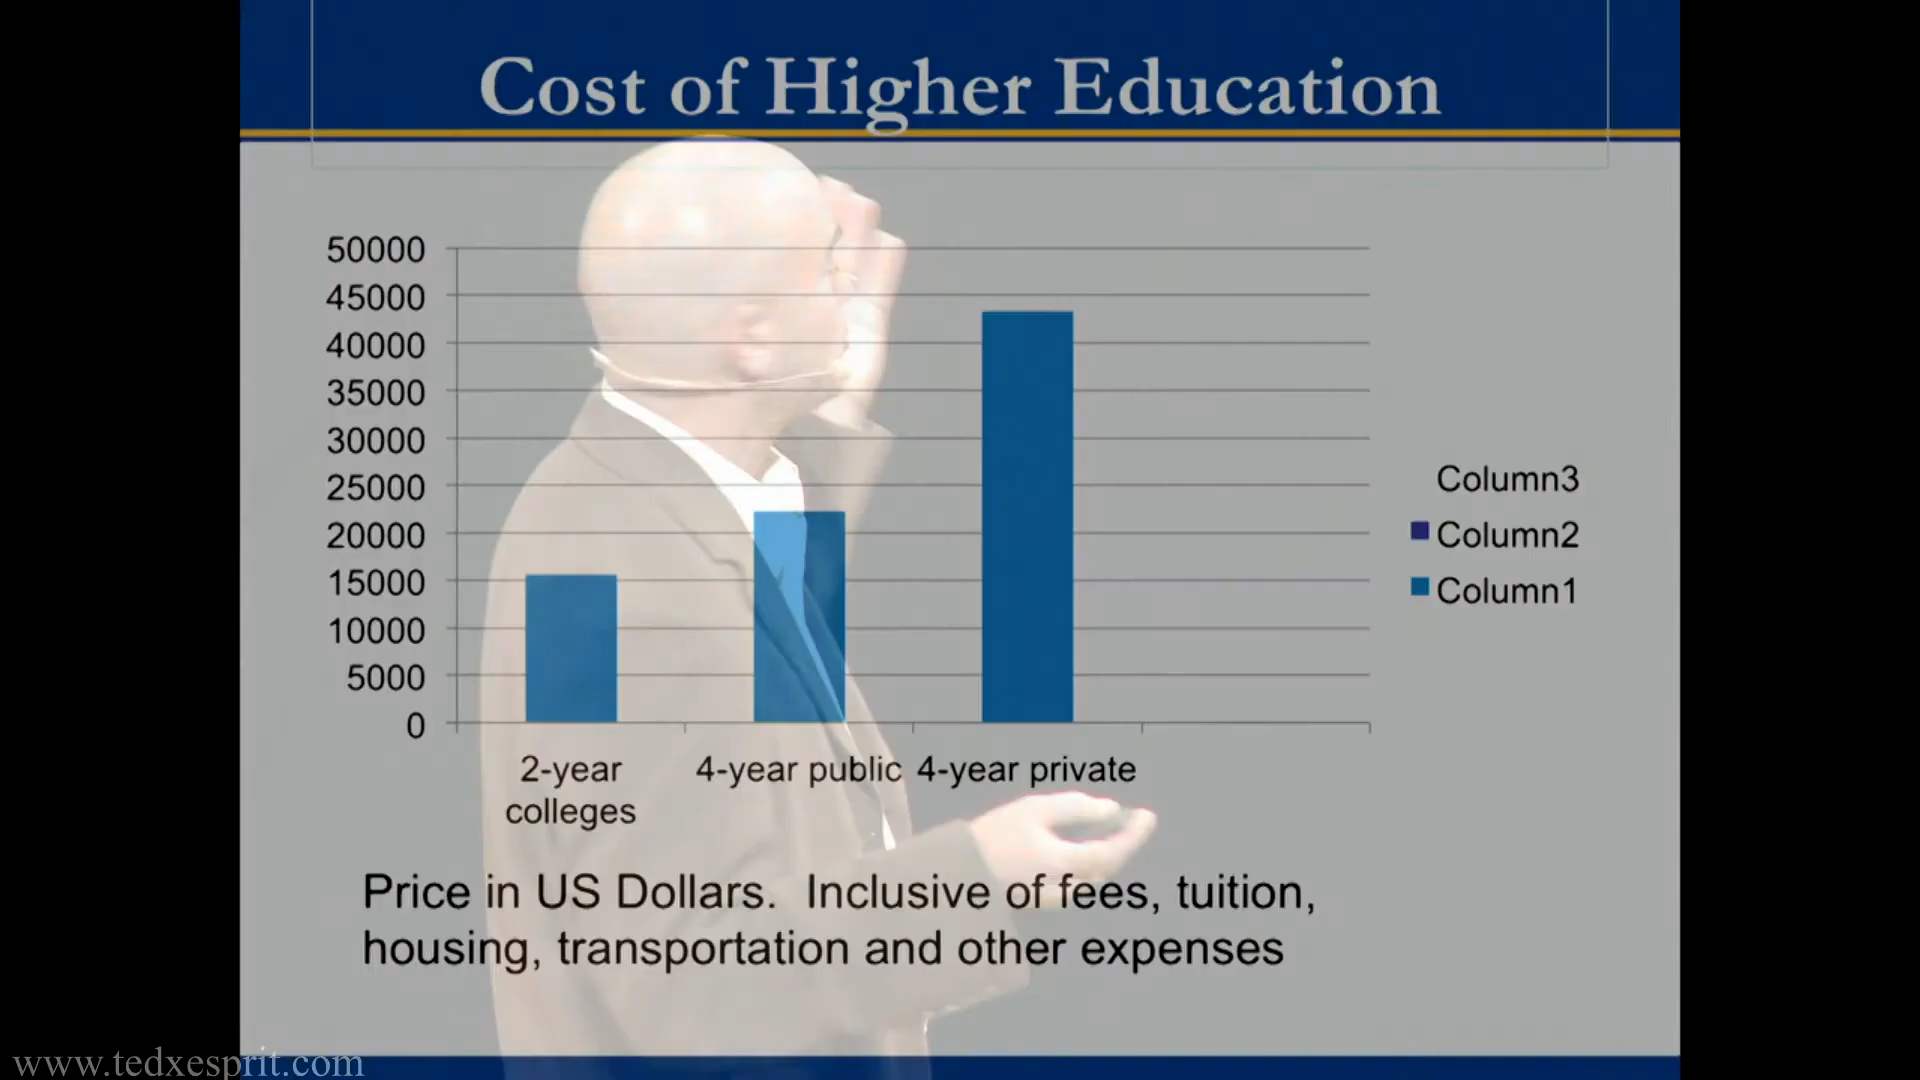 Cost of Higher Education
50000
45000
40000
35000
30000
25000
20000
15000
10000
5000
0
2-year
colleges
4-year public
4-year private
Column3
Column2
Column1
Price in US Dollars.  Inclusive of fees, tuition,
housing, transportation and other expenses
www.tedxesprit.com